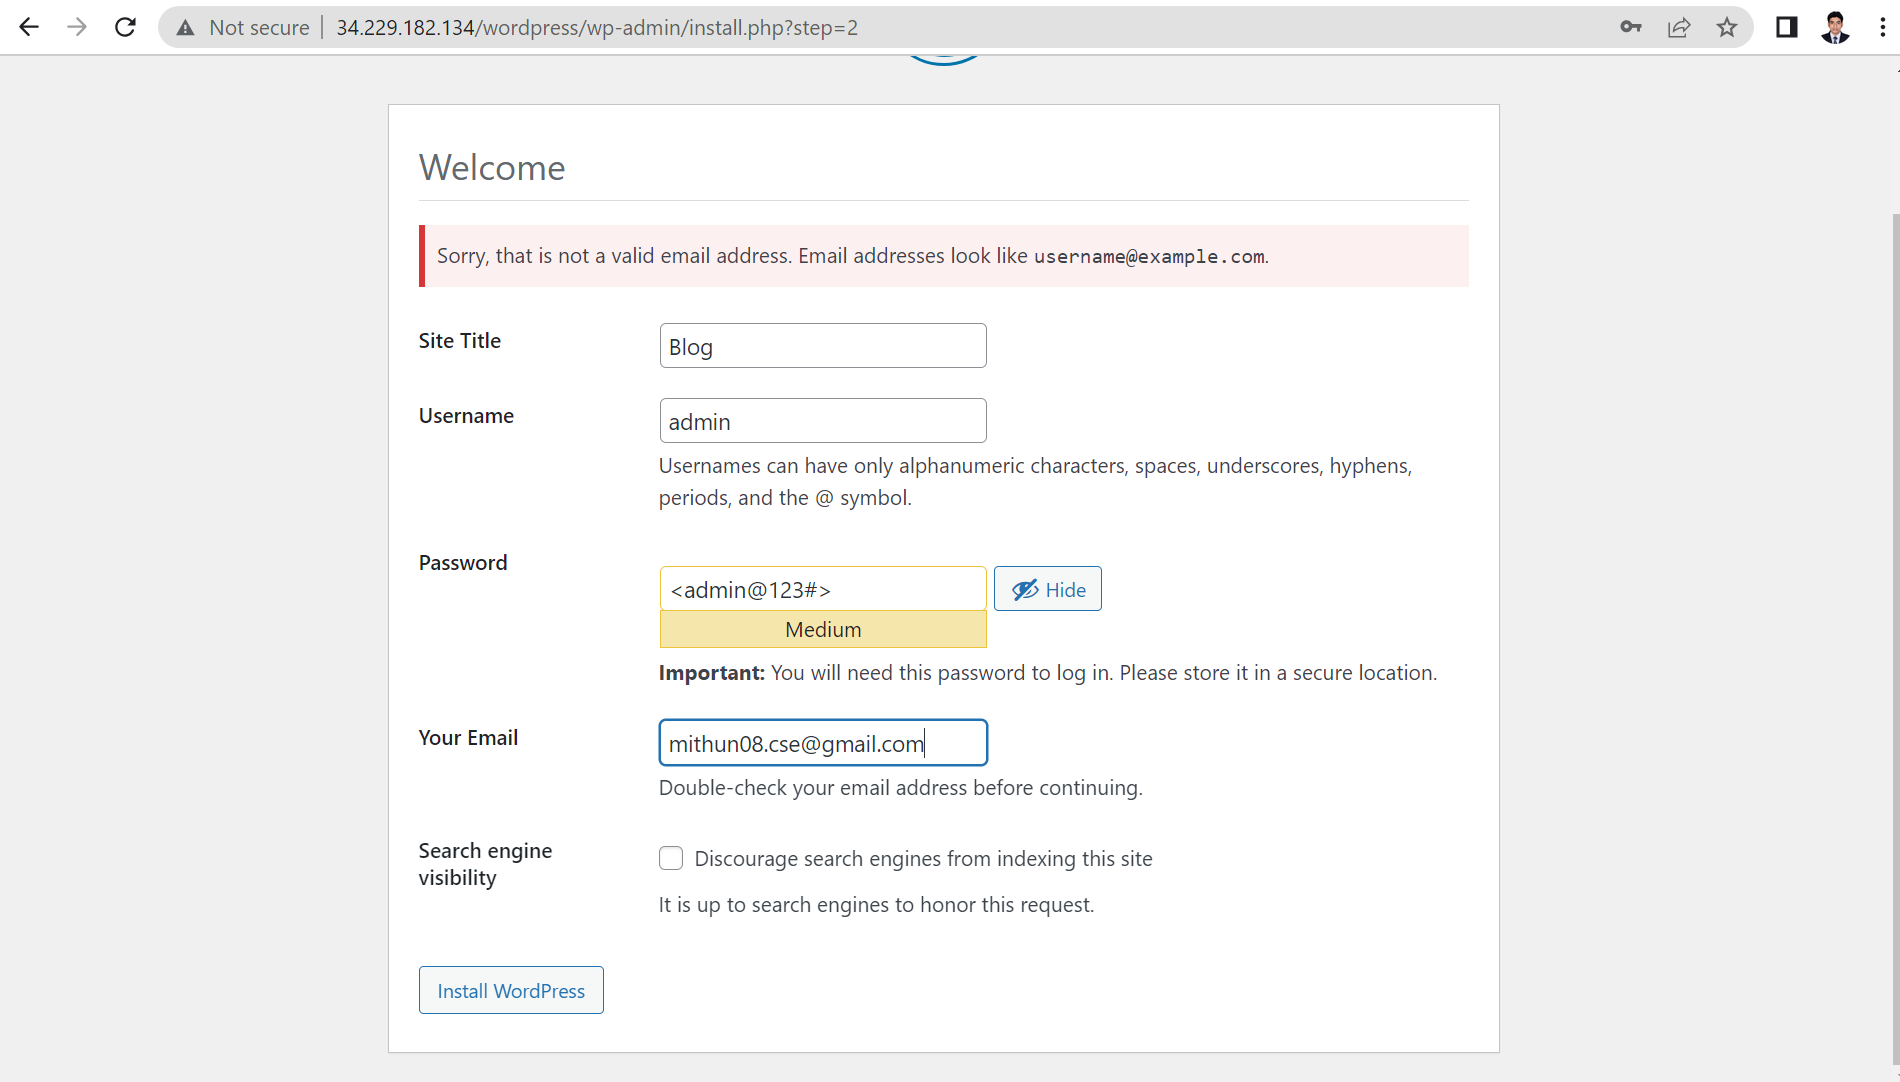 Not secure | 34.229.182.134/wordpress/wp-admin/install.php?step=2
Welcome
Sorry, that is not a valid email address. Email addresses look like username@example.com.
Site Title
Blog
Username
admin
Usernames can have only alphanumeric characters, spaces, underscores, hyphens,
periods, and the @ symbol.
Password
<admin@123#>
Hide
Medium
Important: You will need this password to log in. Please store it in a secure location.
Your Email
mithun08.cse@gmail.com
Double-check your email address before continuing.
Search engine
visibility
Discourage search engines from indexing this site
It is up to search engines to honor this request.
Install WordPress